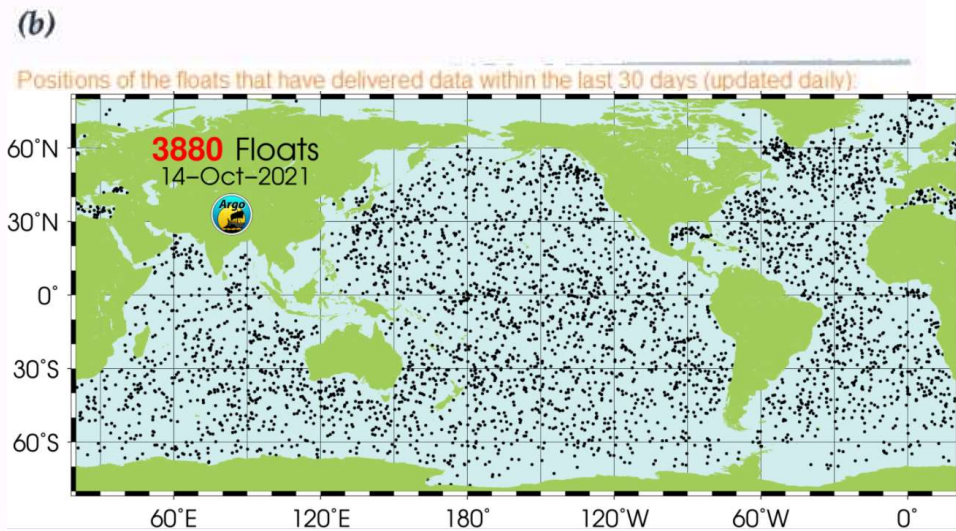 (b)
Positions of the floats that have delivered data within the last 30 days (updated daly):
3880 Floats
14–Oct–2021
Argo
60˚N
30˚N
0˚
30˚S
60˚S
60˚E 120˚E 180˚ 120˚W 60˚W 0˚